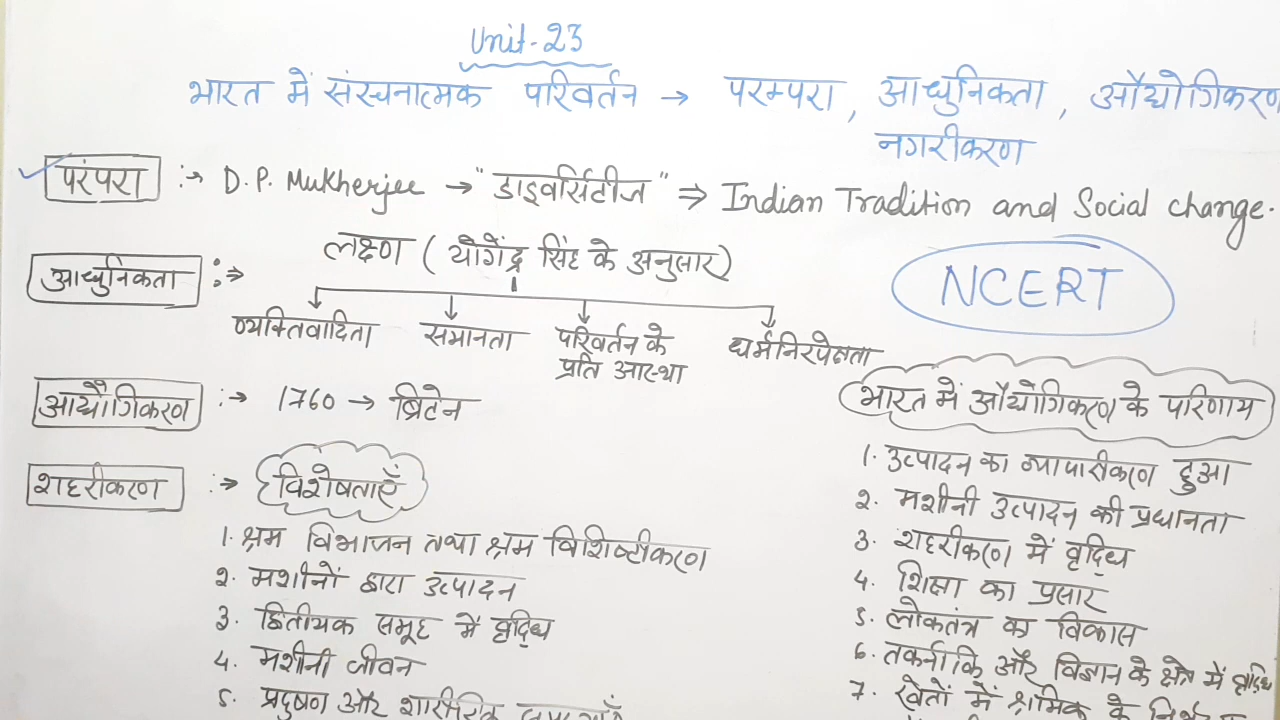 Unit-23
भारत में संरचनात्मक परिवर्तन → परम्परा, आधुनिकता, औद्योगिकरण
नगरीकरण
परंपरा :→ D.P. Mukherjee → "डाइवर्सिटीज" ⇒ Indian Tradition and Social change.
लक्षण (योगेंद्र सिंह के अनुसार)
आधुनिकता :⇒
व्यक्तिवादिता समानता परिवर्तन के प्रति आस्था धर्मनिरपेक्षता
NCERT
औद्यौगिकरण :→ 1760 → ब्रिटेन
शहरीकरण :→ विशेषताएँ
1. श्रम विभाजन तथा श्रम विशिष्टीकरण
2. मशीनों द्वारा उत्पादन
3. द्वितीयक समूह में वृद्धि
4. मशीनी जीवन
5. प्रदुषण और शारीरिक
भारत में औद्योगिकरण के परिणाम
1. उत्पादन का व्यापारीकरण हुआ
2. मशीनी उत्पादन की प्रधानता
3. शहरीकरण में वृद्धि
4. शिक्षा का प्रसार
5. लोकतंत्र का विकास
6. तकनीकि और विज्ञान के क्षेत्र में वृद्धि
7. खेतों में श्रमिक के